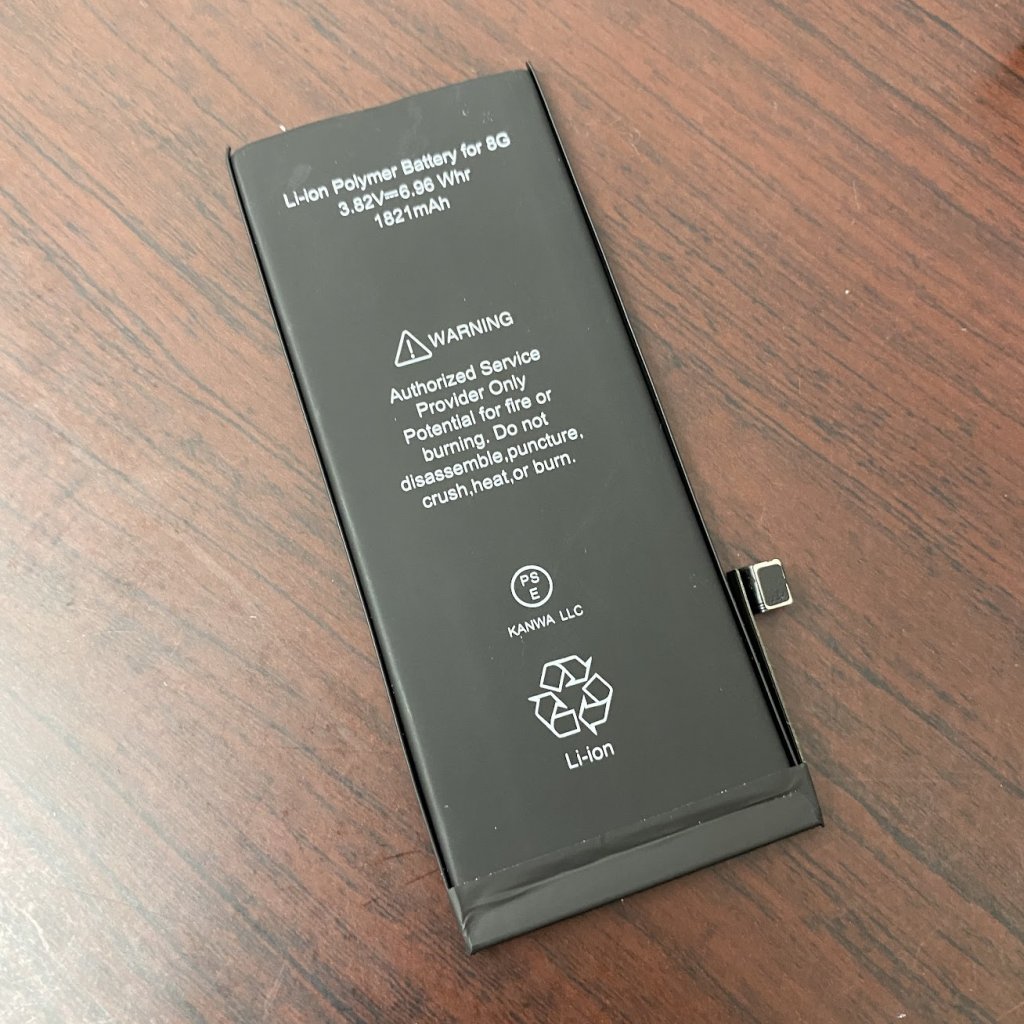 Li-ion Polymer Battery for 8G
3.82V⎓6.96 Whr
1821mAh
WARNING
Authorized Service
Provider Only
Potential for fire or
burning. Do not
disassemble,puncture,
crush,heat,or burn.
PS
E
KANWA LLC
Li-ion